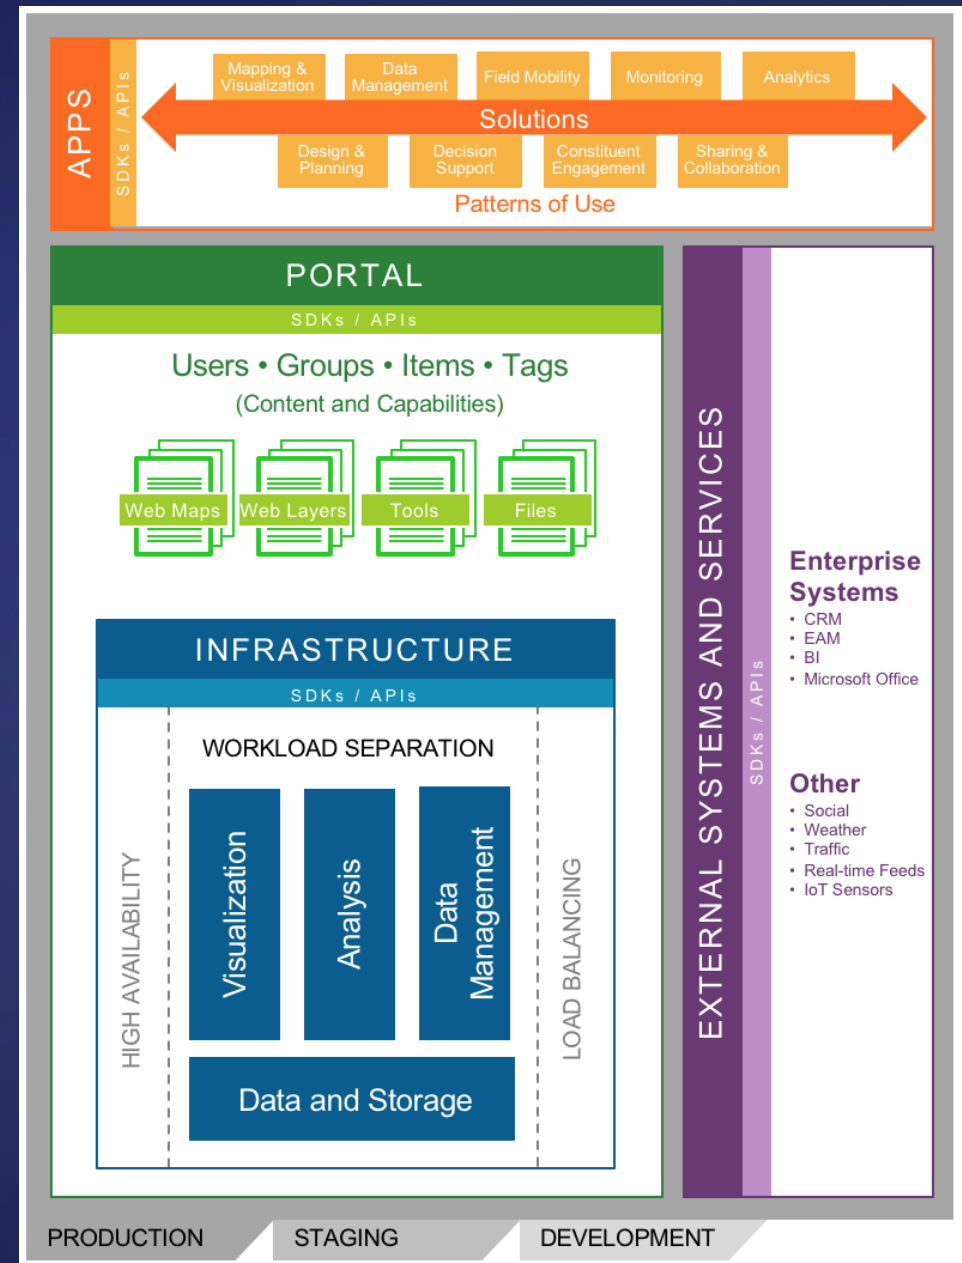 APPS
SDKs / APIs
Mapping &
Visualization
Data
Management
Field Mobility
Monitoring
Analytics
Solutions
Design &
Planning
Decision
Support
Constituent
Engagement
Sharing &
Collaboration
Patterns of Use
PORTAL
SDKs / APIs
Users • Groups • Items • Tags
(Content and Capabilities)
Web Maps
Web Layers
Tools
Files
INFRASTRUCTURE
SDKs / APIs
WORKLOAD SEPARATION
HIGH AVAILABILITY
Visualization
Analysis
Data
Management
LOAD BALANCING
Data and Storage
EXTERNAL SYSTEMS AND SERVICES
SDKs / APIs
Enterprise
Systems
• CRM
• EAM
• BI
• Microsoft Office
Other
• Social
• Weather
• Traffic
• Real-time Feeds
• IoT Sensors
PRODUCTION
STAGING
DEVELOPMENT